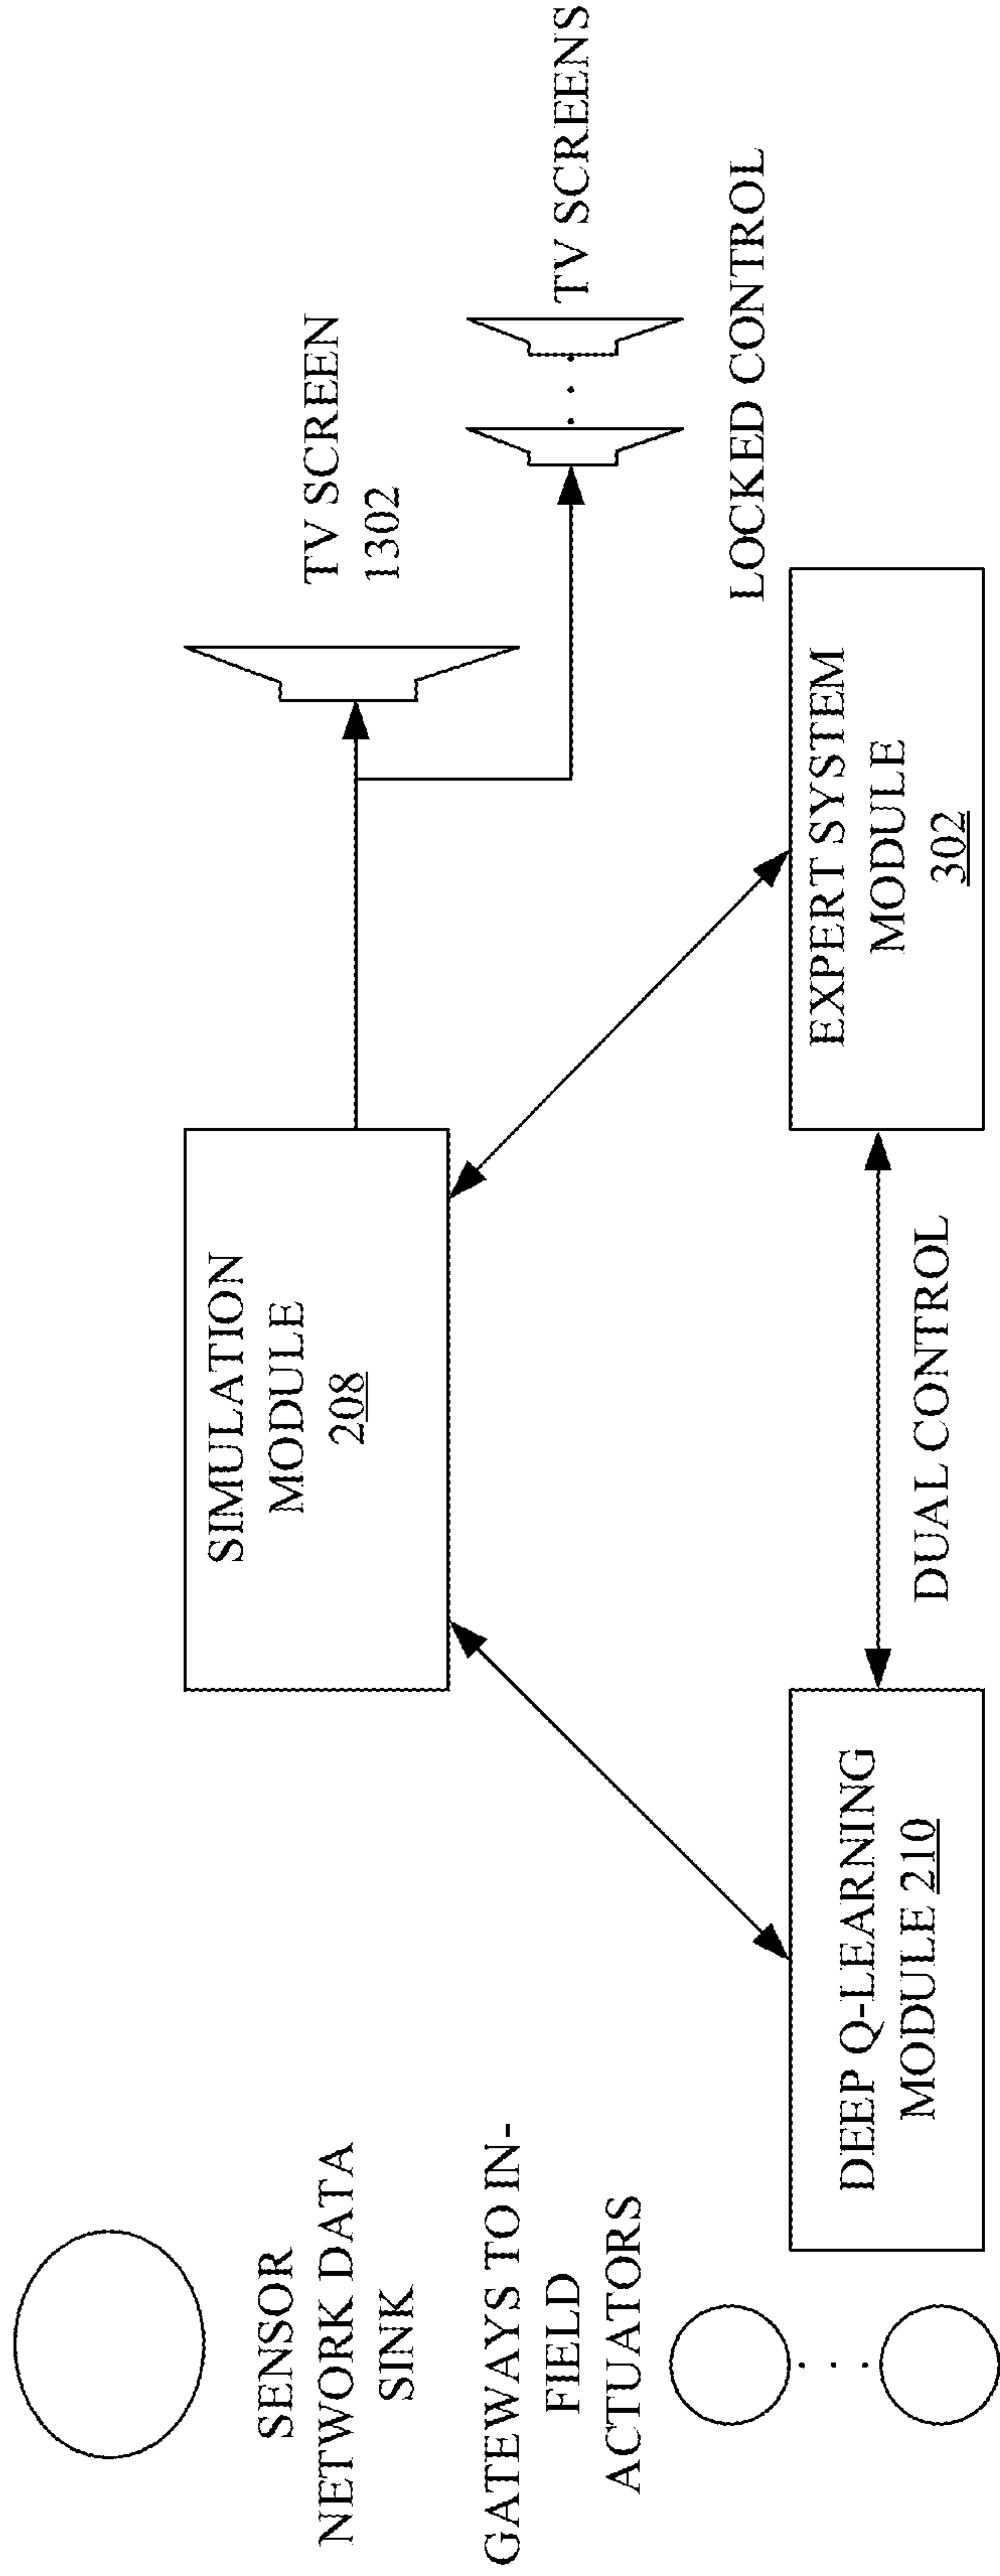 SENSOR
NETWORK DATA
SINK
GATEWAYS TO IN-
FIELD
ACTUATORS
SIMULATION
MODULE
208
DEEP Q-LEARNING
MODULE 210
DUAL CONTROL
EXPERT SYSTEM
MODULE
302
TV SCREEN
1302
TV SCREENS
LOCKED CONTROL